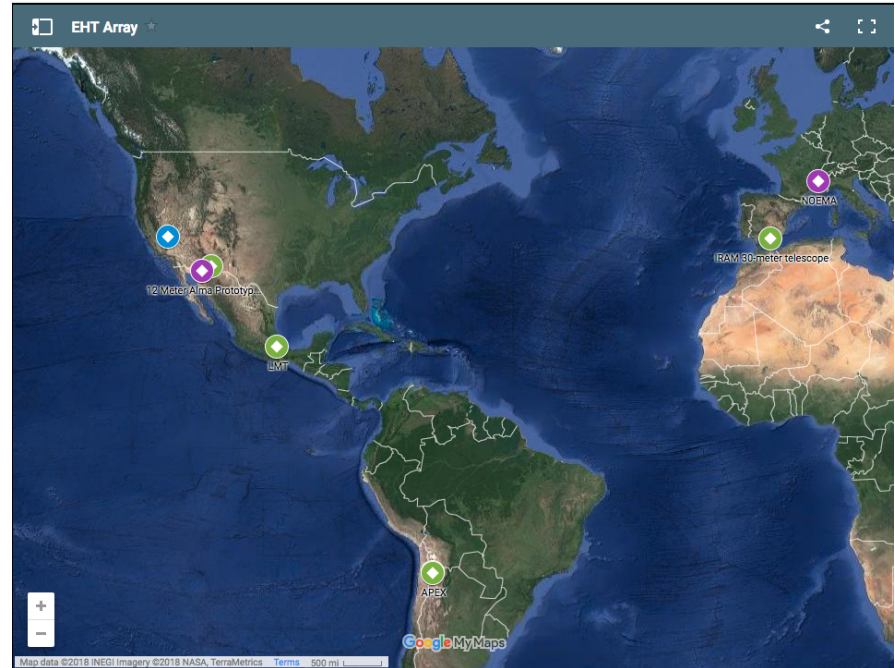 EHT Array
NOEMA
IRAM 30-meter telescope
12 Meter Alma Prototyp...
LMT
APEX
+
−
Google My Maps
Map data ©2018 INEGI Imagery ©2018 NASA, TerraMetrics Terms 500 mi